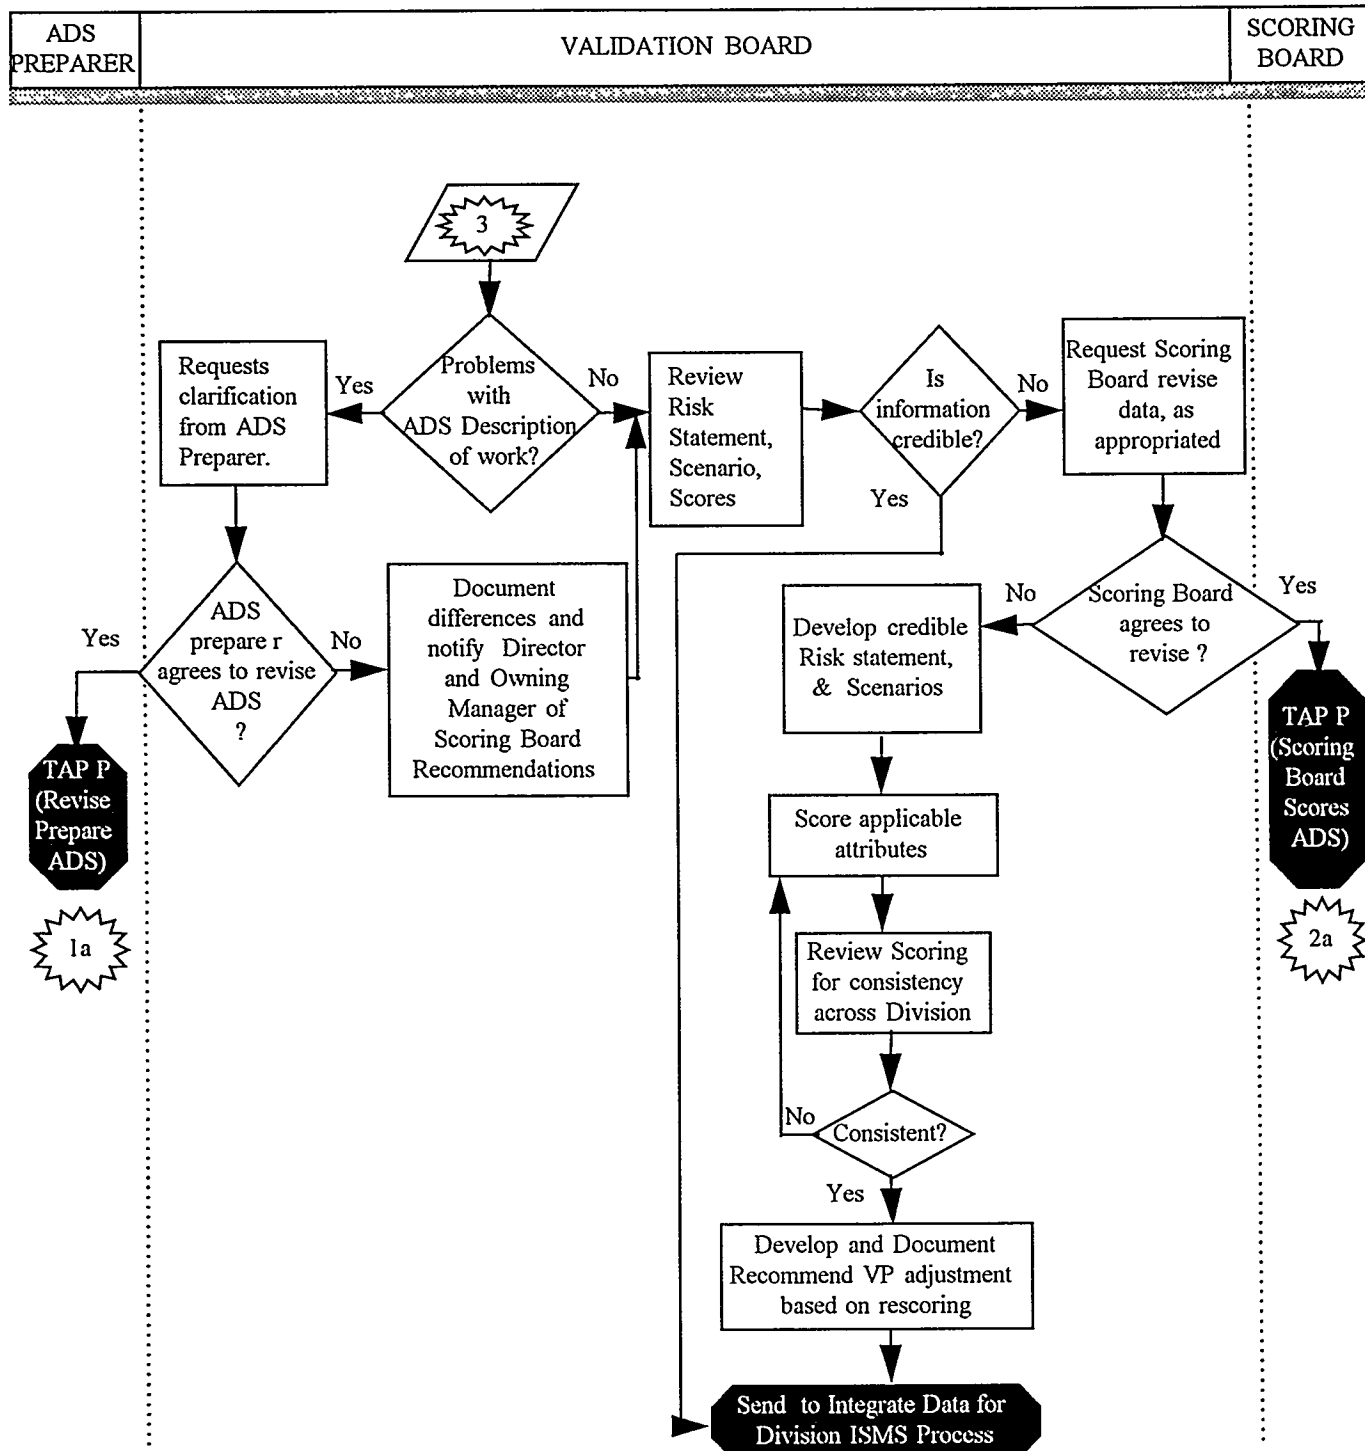 ADS
PREPARER
VALIDATION BOARD
SCORING
BOARD
3
Problems
with
ADS Description
of work?
Yes
No
Requests
clarification
from ADS
Preparer.
Review
Risk
Statement,
Scenario,
Scores
Is
information
credible?
No
Yes
Request Scoring
Board revise
data, as
appropriated
ADS
prepare r
agrees to revise
ADS
?
Yes
No
Document
differences and
notify Director
and Owning
Manager of
Scoring Board
Recommendations
Scoring Board
agrees to
revise ?
No
Yes
Develop credible
Risk statement,
& Scenarios
TAP P
(Revise
Prepare
ADS)
1a
TAP P
(Scoring
Board
Scores
ADS)
2a
Score applicable
attributes
Review Scoring
for consistency
across Division
Consistent?
No
Yes
Develop and Document
Recommend VP adjustment
based on rescoring
Send to Integrate Data for
Division ISMS Process